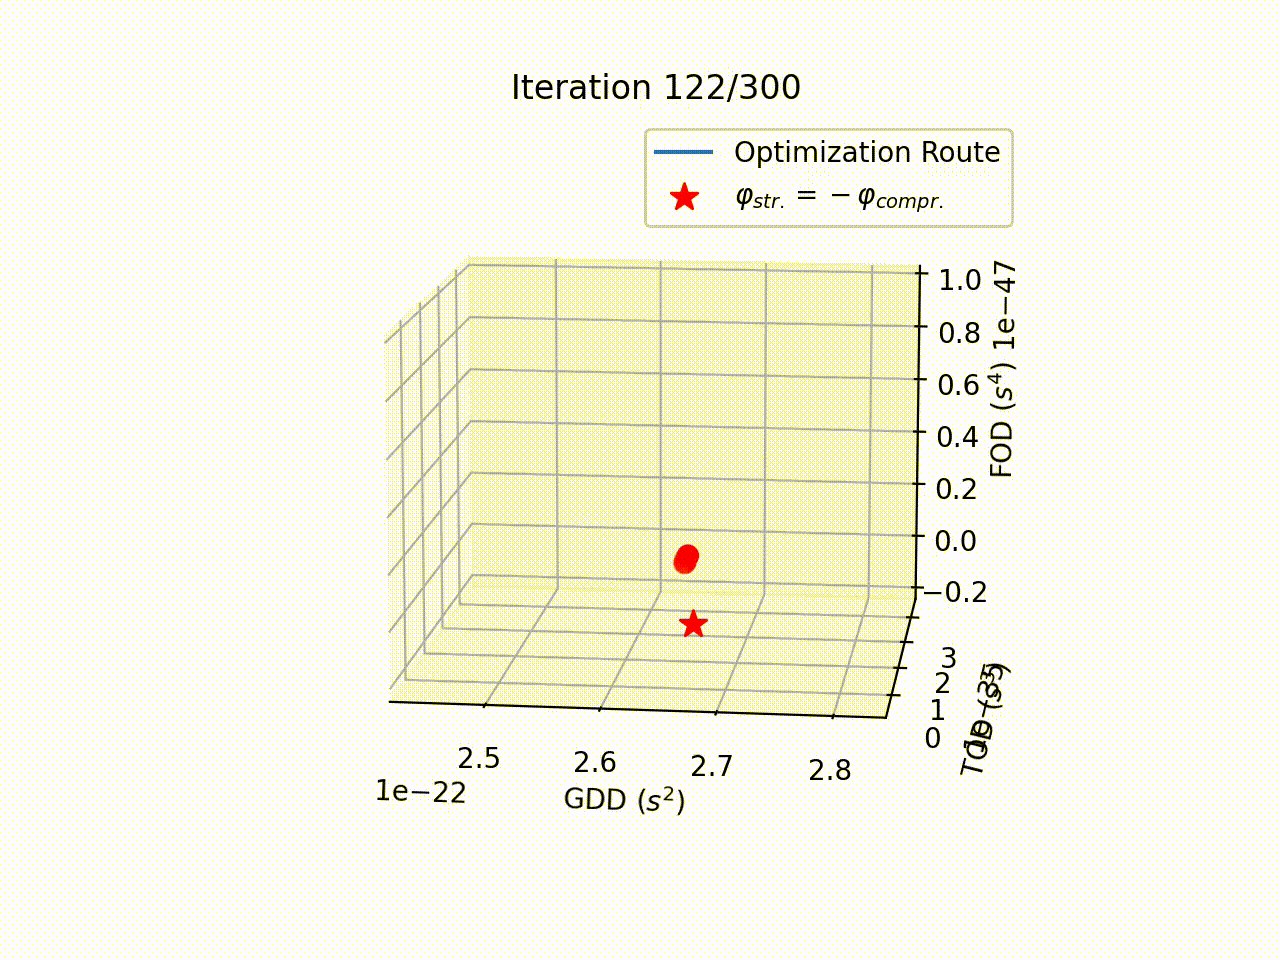 Iteration 122/300
Optimization Route
φstr. = −φcompr.
1.0
0.8
0.6
0.4
0.2
0.0
−0.2
FOD (s⁴) 1e−47
3
2
1
0
TOD (s³)
2.5
2.6
2.7
2.8
1e−22
GDD (s²)